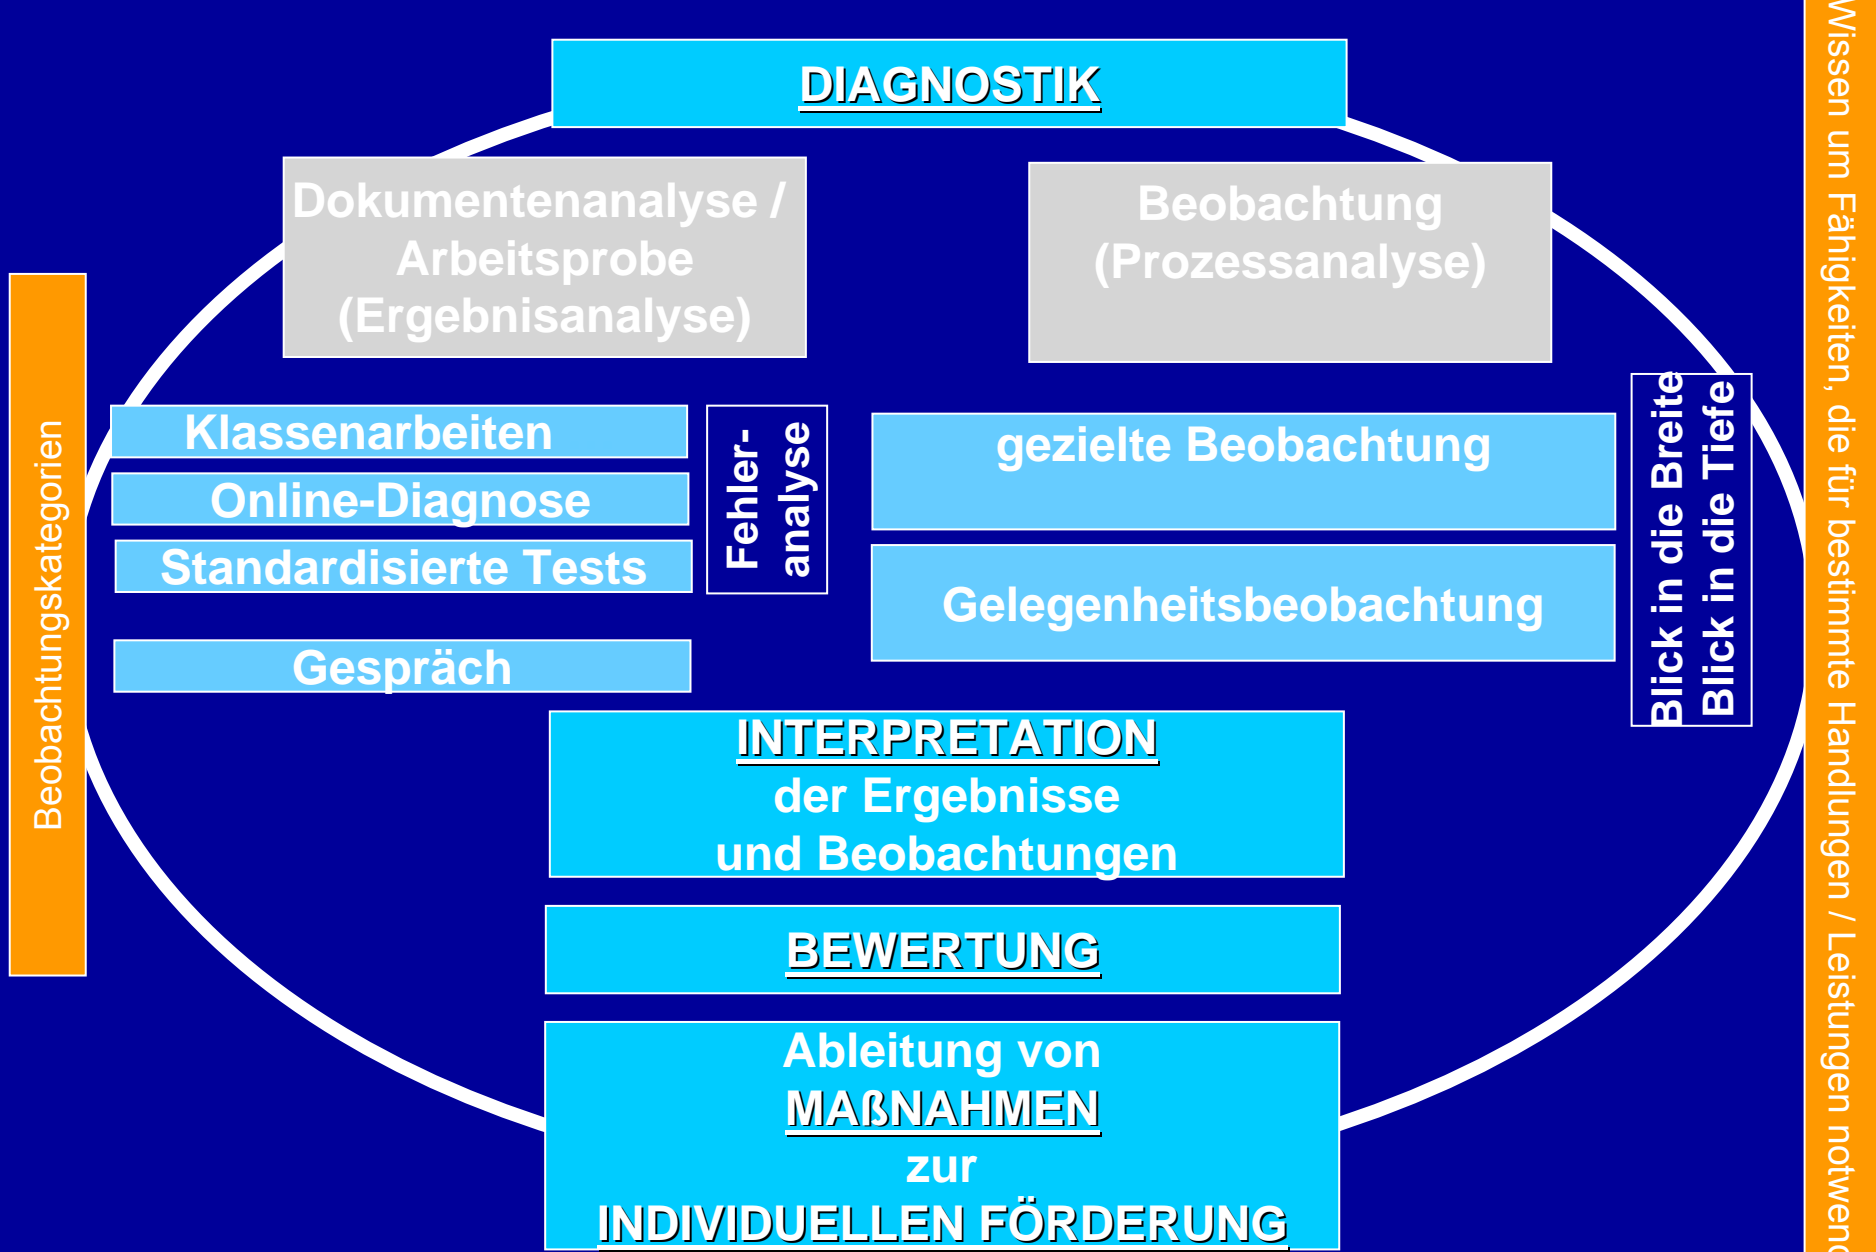 DIAGNOSTIK
Dokumentenanalyse /
Arbeitsprobe
(Ergebnisanalyse)
Beobachtung
(Prozessanalyse)
Beobachtungskategorien
Klassenarbeiten
Online-Diagnose
Standardisierte Tests
Gespräch
Fehler-
analyse
gezielte Beobachtung
Gelegenheitsbeobachtung
Blick in die Breite
Blick in die Tiefe
INTERPRETATION
der Ergebnisse
und Beobachtungen
BEWERTUNG
Ableitung von
MAßNAHMEN
zur
INDIVIDUELLEN FÖRDERUNG
Wissen um Fähigkeiten, die für bestimmte Handlungen / Leistungen